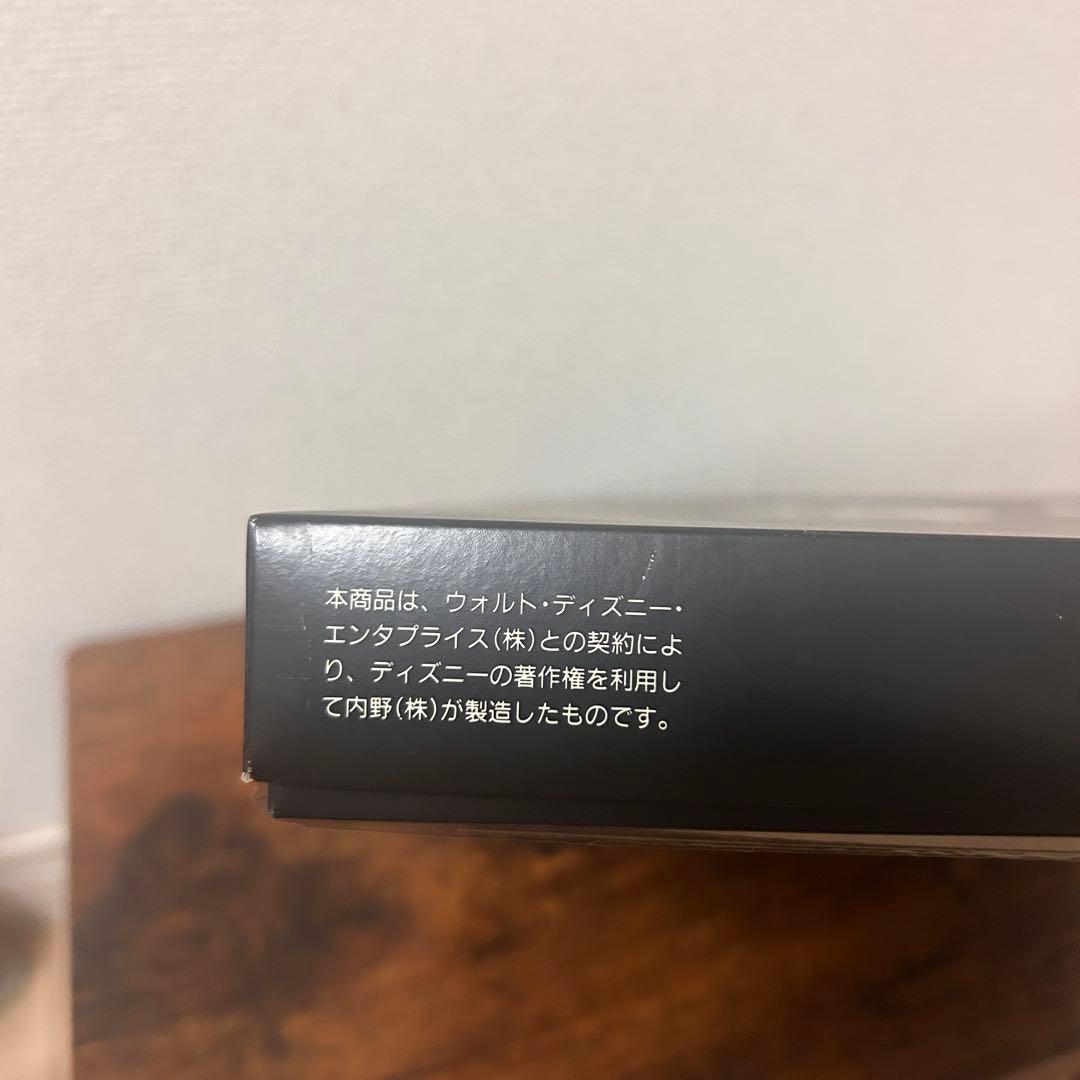 本商品は、ウォルト・ディズニー・
エンタプライス(株)との契約によ
り、ディズニーの著作権を利用し
て内野(株)が製造したものです。